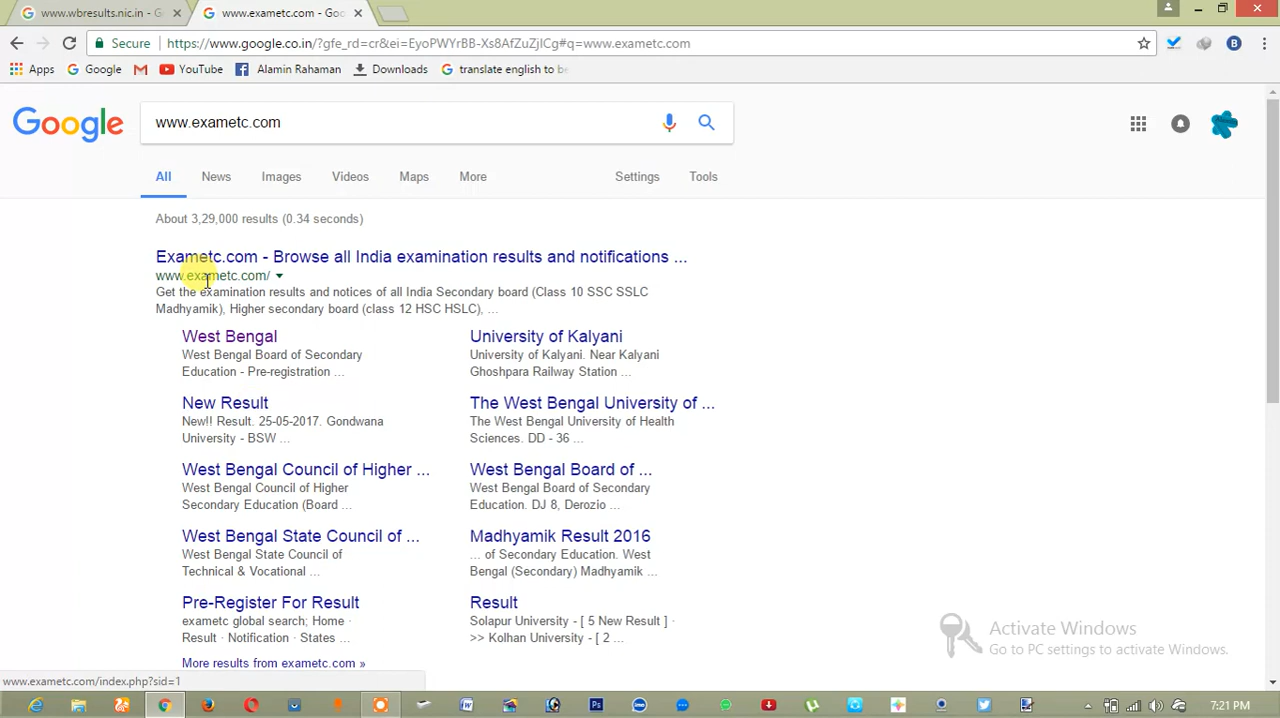 www.wbresults.nic.in - G
www.exametc.com - Goo
Secure https://www.google.co.in/?gfe_rd=cr&ei=EyoPWYrBB-Xs8AfZuZjICg#q=www.exametc.com
B
Apps Google YouTube Alamin Rahaman Downloads translate english to be
Google www.exametc.com
All News Images Videos Maps More Settings Tools
About 3,29,000 results (0.34 seconds)
Exametc.com - Browse all India examination results and notifications ...
www.exametc.com/
Get the examination results and notices of all India Secondary board (Class 10 SSC SSLC
Madhyamik), Higher secondary board (class 12 HSC HSLC), ...
West Bengal
West Bengal Board of Secondary
Education - Pre-registration ...
University of Kalyani
University of Kalyani. Near Kalyani
Ghoshpara Railway Station ...
New Result
New!! Result. 25-05-2017. Gondwana
University - BSW ...
The West Bengal University of ...
The West Bengal University of Health
Sciences. DD - 36 ...
West Bengal Council of Higher ...
West Bengal Council of Higher
Secondary Education (Board ...
West Bengal Board of ...
West Bengal Board of Secondary
Education. DJ 8, Derozio ...
West Bengal State Council of ...
West Bengal State Council of
Technical & Vocational ...
Madhyamik Result 2016
... of Secondary Education. West
Bengal (Secondary) Madhyamik ...
Pre-Register For Result
exametc global search; Home ·
Result · Notification · States ...
Result
Solapur University - [ 5 New Result ] ·
>> Kolhan University - [ 2 ...
More results from exametc.com »
Activate Windows
Go to PC settings to activate Windows.
www.exametc.com/index.php?sid=1
7:21 PM